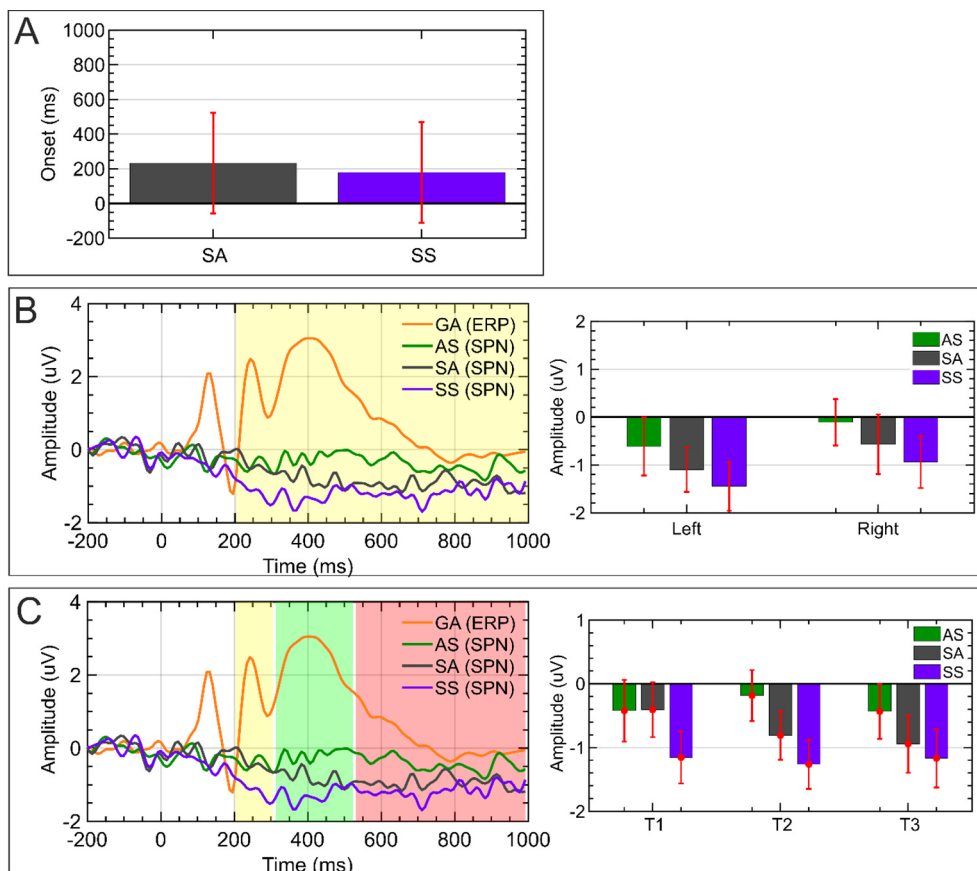 A
1000
800
600
400
200
0
-200
Onset (ms)
SA
SS
B
4
2
0
-2
Amplitude (uV)
GA (ERP)
AS (SPN)
SA (SPN)
SS (SPN)
-200
0
200
400
600
800
1000
Time (ms)
2
1
0
-1
-2
Amplitude (uV)
AS
SA
SS
Left
Right
C
4
2
0
-2
Amplitude (uV)
GA (ERP)
AS (SPN)
SA (SPN)
SS (SPN)
-200
0
200
400
600
800
1000
Time (ms)
1
0
-1
-2
Amplitude (uV)
AS
SA
SS
T1
T2
T3